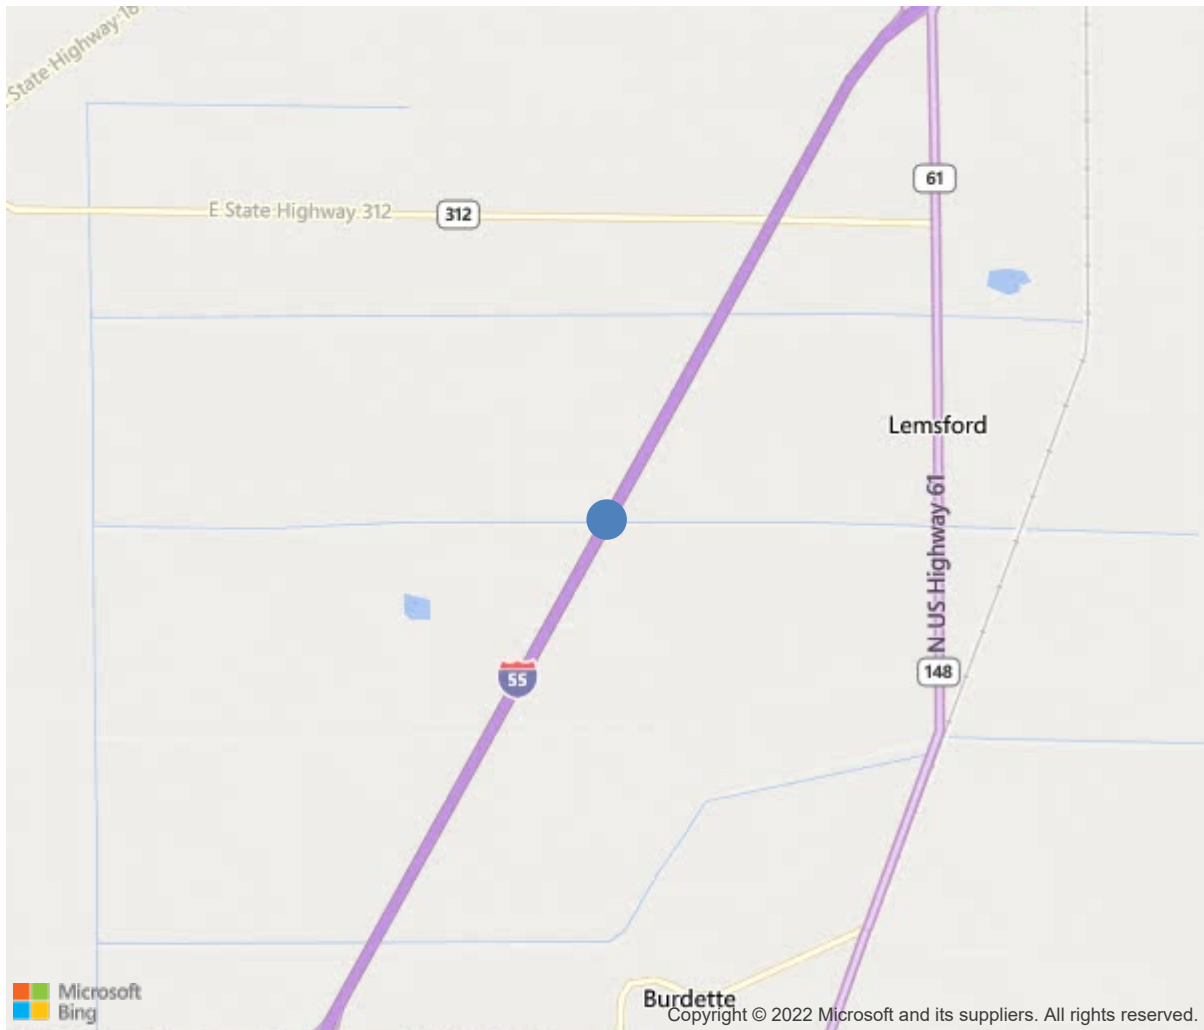 E State Highway 18
61
E State Highway 312
312
Lemsford
N US Highway 61
55
148
Burdette
Microsoft
Bing
Copyright © 2022 Microsoft and its suppliers. All rights reserved.